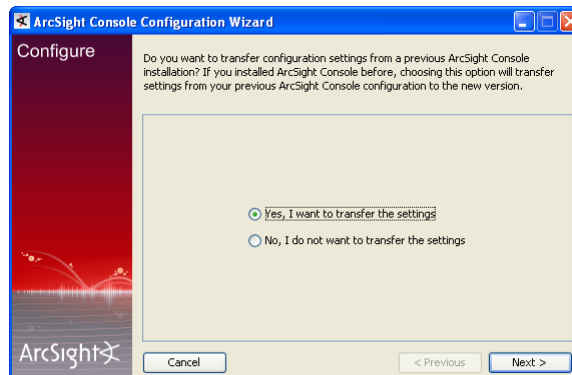 ArcSight Console Configuration Wizard
Configure
Do you want to transfer configuration settings from a previous ArcSight Console
installation? If you installed ArcSight Console before, choosing this option will transfer
settings from your previous ArcSight Console configuration to the new version.
Yes, I want to transfer the settings
No, I do not want to transfer the settings
ArcSight
Cancel
< Previous
Next >